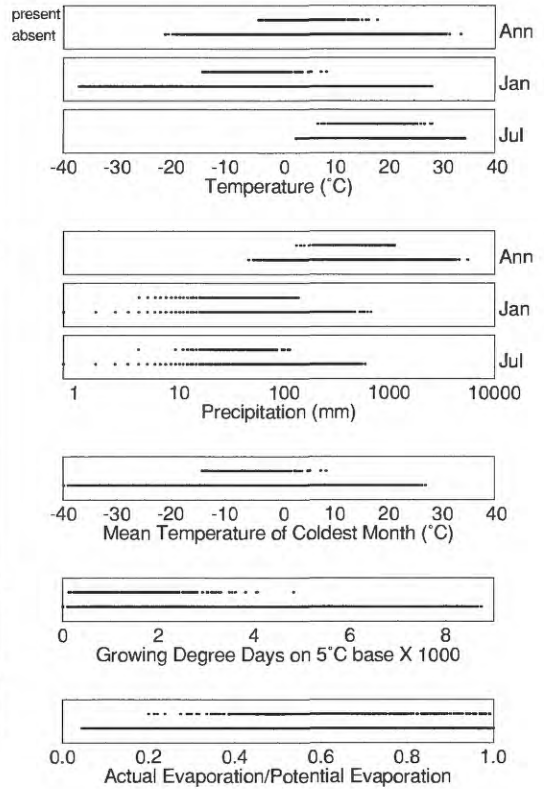 present
absent
Ann
Jan
Jul
-40 -30 -20 -10 0 10 20 30 40
Temperature (˚C)
Ann
Jan
Jul
1 10 100 1000 10000
Precipitation (mm)
-40 -30 -20 -10 0 10 20 30 40
Mean Temperature of Coldest Month (˚C)
0 2 4 6 8
Growing Degree Days on 5˚C base X 1000
0.0 0.2 0.4 0.6 0.8 1.0
Actual Evaporation/Potential Evaporation